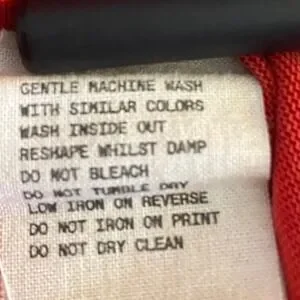 GENTLE MACHINE WASH
WITH SIMILAR COLORS
WASH INSIDE OUT
RESHAPE WHILST DAMP
DO NOT BLEACH
DO NOT TUMBLE DRY
LOW IRON ON REVERSE
DO NOT IRON ON PRINT
DO NOT DRY CLEAN